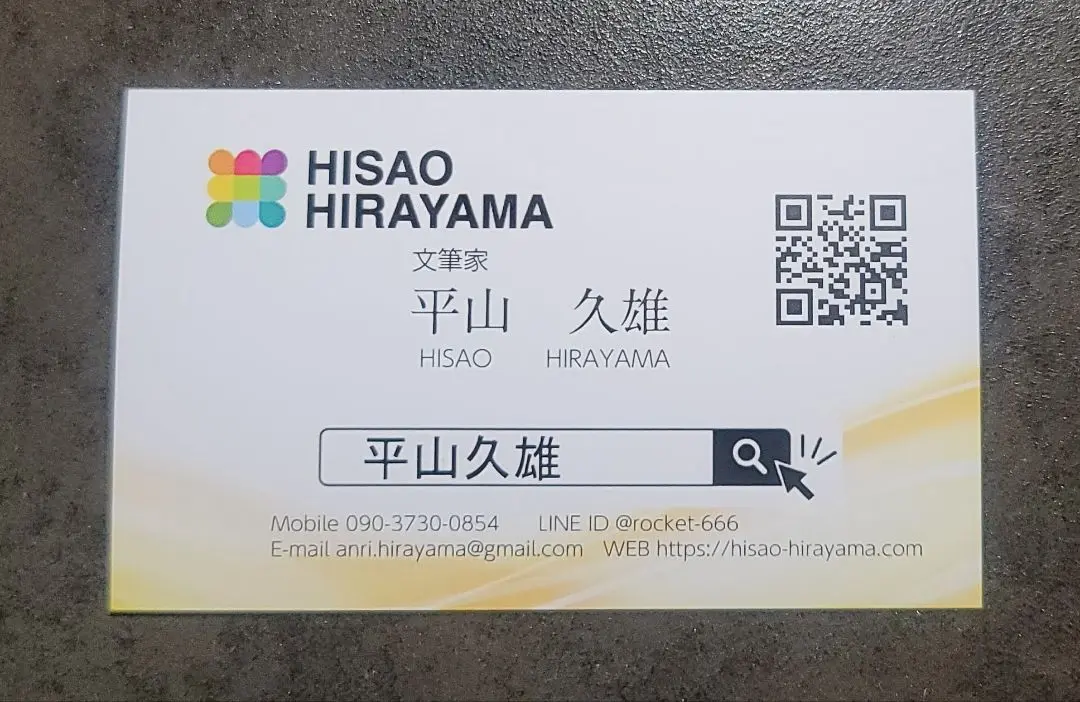 HISAO
HIRAYAMA
文筆家
平山 久雄
HISAO HIRAYAMA
平山久雄
Mobile 090-3730-0854 LINE ID @rocket-666
E-mail anri.hirayama@gmail.com WEB https://hisao-hirayama.com